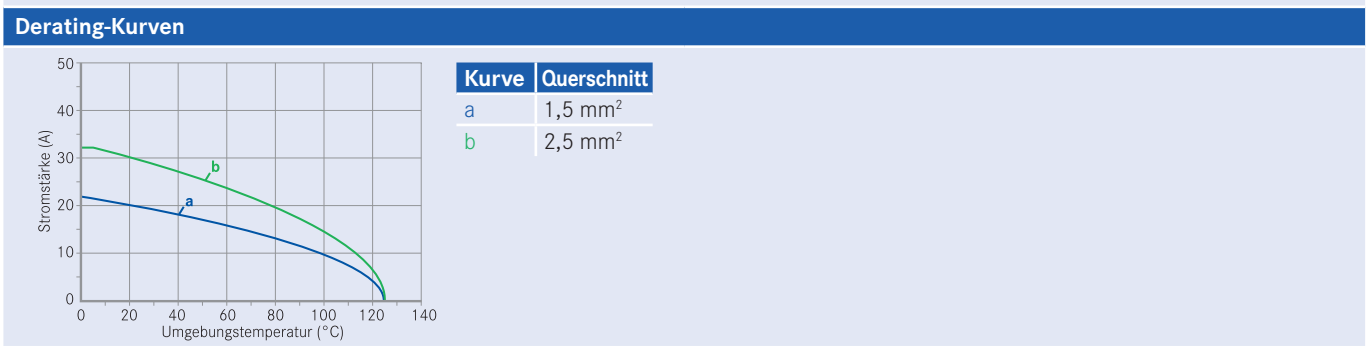 Derating-Kurven
50
40
30
20
10
0
Stromstärke (A)
b
a
0 20 40 60 80 100 120 140
Umgebungstemperatur (°C)
Kurve Querschnitt
a 1,5 mm²
b 2,5 mm²